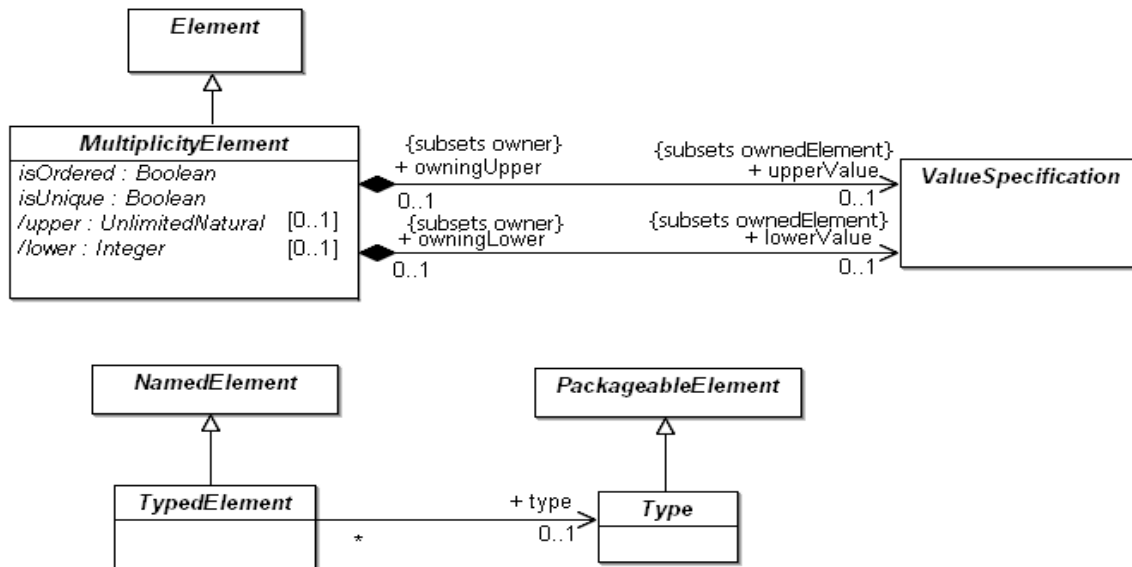 Element
MultiplicityElement
isOrdered : Boolean
isUnique : Boolean
/upper : UnlimitedNatural [0..1]
/lower : Integer [0..1]
{subsets owner}
+ owningUpper
0..1
{subsets ownedElement}
+ upperValue
0..1
{subsets owner}
+ owningLower
0..1
{subsets ownedElement}
+ lowerValue
0..1
ValueSpecification
NamedElement
PackageableElement
TypedElement
*
+ type
0..1
Type